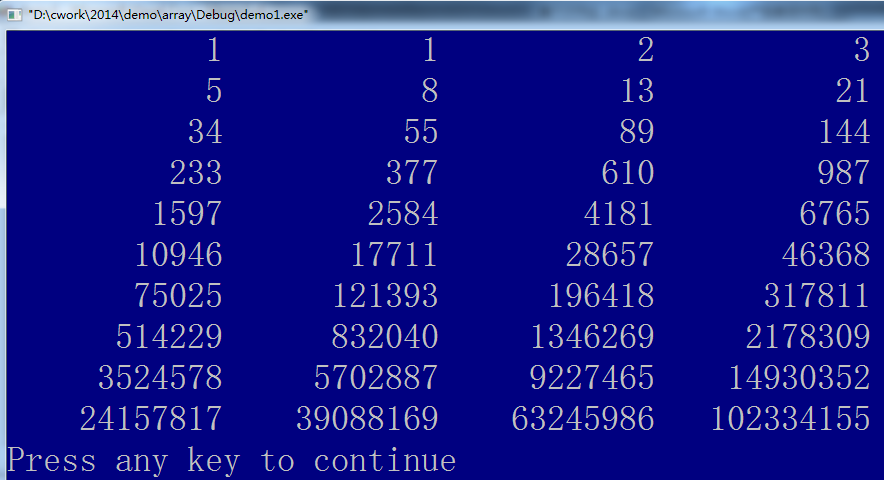 "D:\cwork\2014\demo\array\Debug\demo1.exe"
1 1 2 3
5 8 13 21
34 55 89 144
233 377 610 987
1597 2584 4181 6765
10946 17711 28657 46368
75025 121393 196418 317811
514229 832040 1346269 2178309
3524578 5702887 9227465 14930352
24157817 39088169 63245986 102334155
Press any key to continue